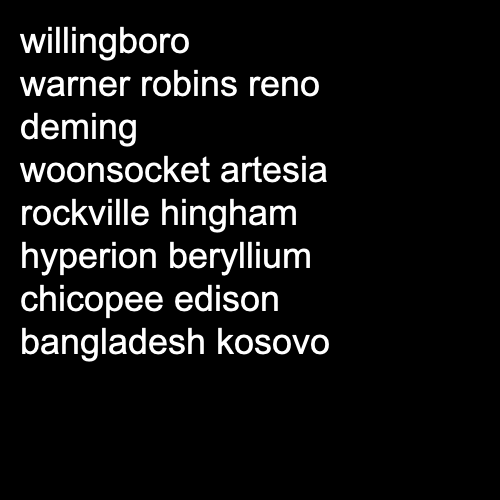 willingboro
warner robins reno
deming
woonsocket artesia
rockville hingham
hyperion beryllium
chicopee edison
bangladesh kosovo